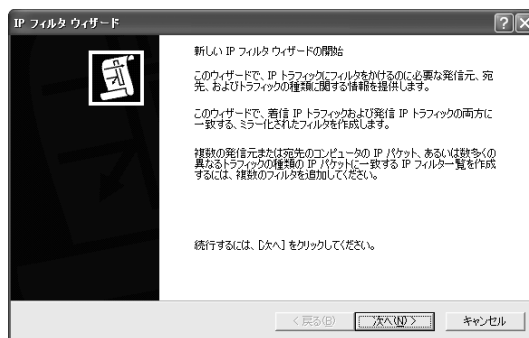 IP フィルタ ウィザード
新しい IP フィルタ ウィザードの開始
このウィザードで、IP トラフィックにフィルタをかけるのに必要な発信元、宛
先、およびトラフィックの種類に関する情報を提供します。
このウィザードで、着信 IP トラフィックおよび発信 IP トラフィックの両方に
一致する、ミラー化されたフィルタを作成します。
複数の発信元または宛先のコンピュータの IP パケット、あるいは数多くの
異なるトラフィックの種類の IP パケットに一致する IP フィルター覧を作成
するには、複数のフィルタを追加してください。
続行するには、[次へ] をクリックしてください。
< 戻る(B)
次へ(N) >
キャンセル